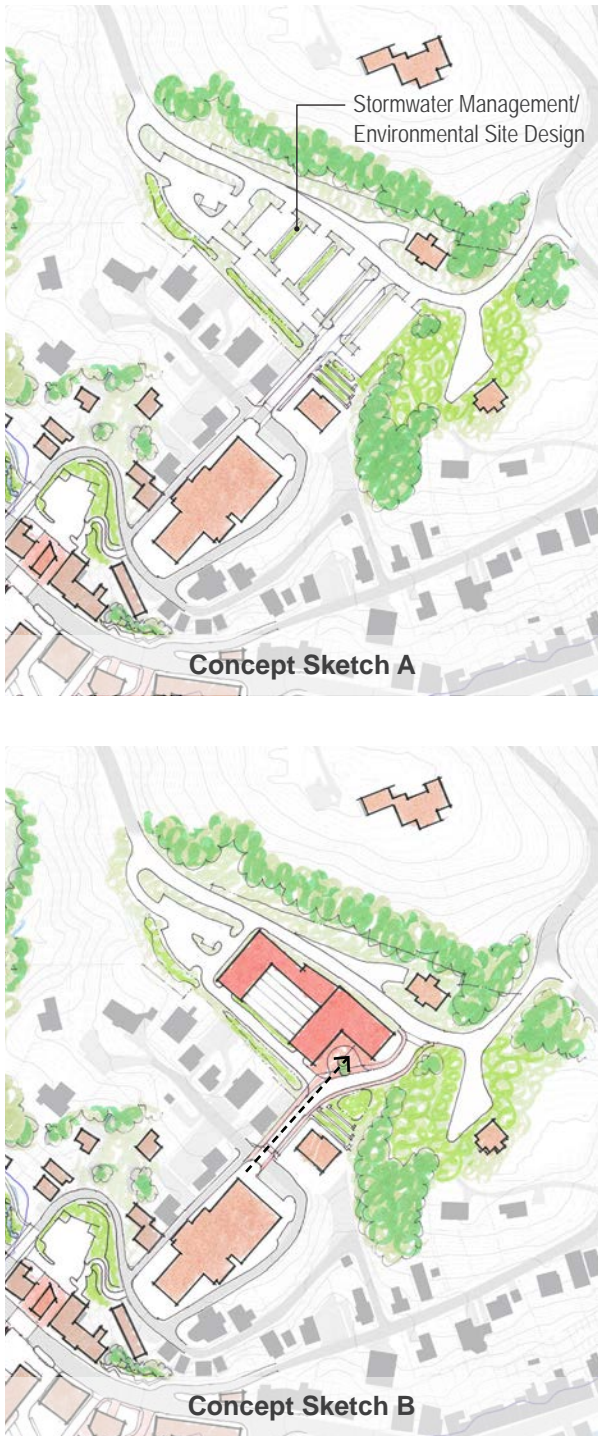 Stormwater Management/
Environmental Site Design
Concept Sketch A
Concept Sketch B